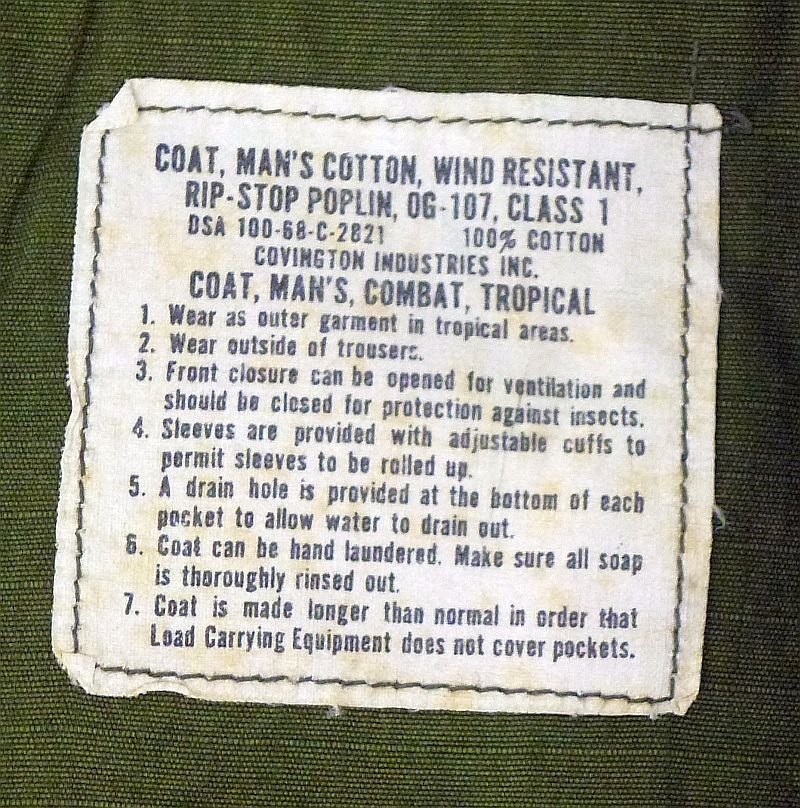 COAT, MAN'S COTTON, WIND RESISTANT,
RIP-STOP POPLIN, OG-107, CLASS 1
DSA 100-68-C-2821 100% COTTON
COVINGTON INDUSTRIES INC.
COAT, MAN'S, COMBAT, TROPICAL
1. Wear as outer garment in tropical areas.
2. Wear outside of trousers.
3. Front closure can be opened for ventilation and
should be closed for protection against insects.
4. Sleeves are provided with adjustable cuffs to
permit sleeves to be rolled up.
5. A drain hole is provided at the bottom of each
pocket to allow water to drain out.
6. Coat can be hand laundered. Make sure all soap
is thoroughly rinsed out.
7. Coat is made longer than normal in order that
Load Carrying Equipment does not cover pockets.